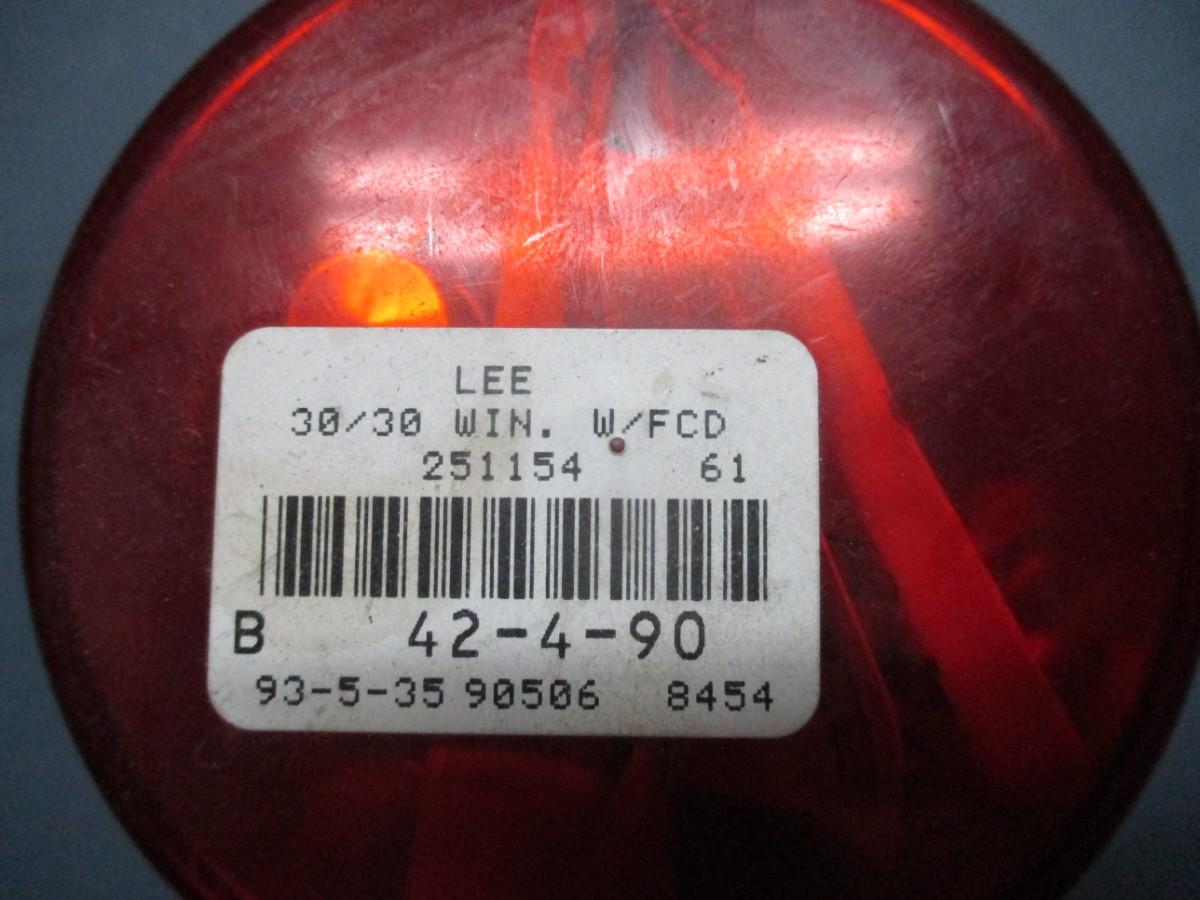 LEE
30/30 WIN. W/FCD
251154 61
B 42-4-90
93-5-35 90506 8454